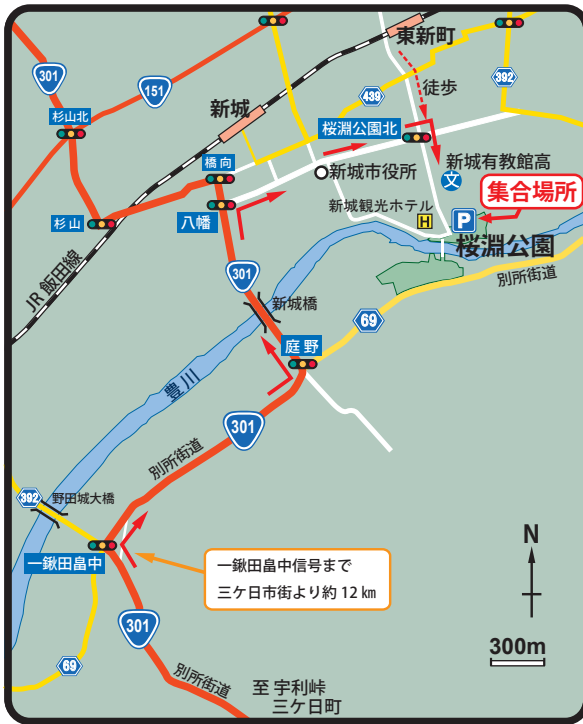 東新町
301
151
392
439
徒歩
新城
杉山北
桜淵公園北
橋向
新城市役所
新城有教館高
文
集合場所
八幡
新城観光ホテル
H
P
杉山
桜淵公園
JR飯田線
301
新城橋
別所街道
69
庭野
豊川
301
別所街道
392
野田城大橋
一鍬田畠中
一鍬田畠中信号まで
三ケ日市街より約12㎞
N
301
300m
69
別所街道
至 宇利峠
三ケ日町